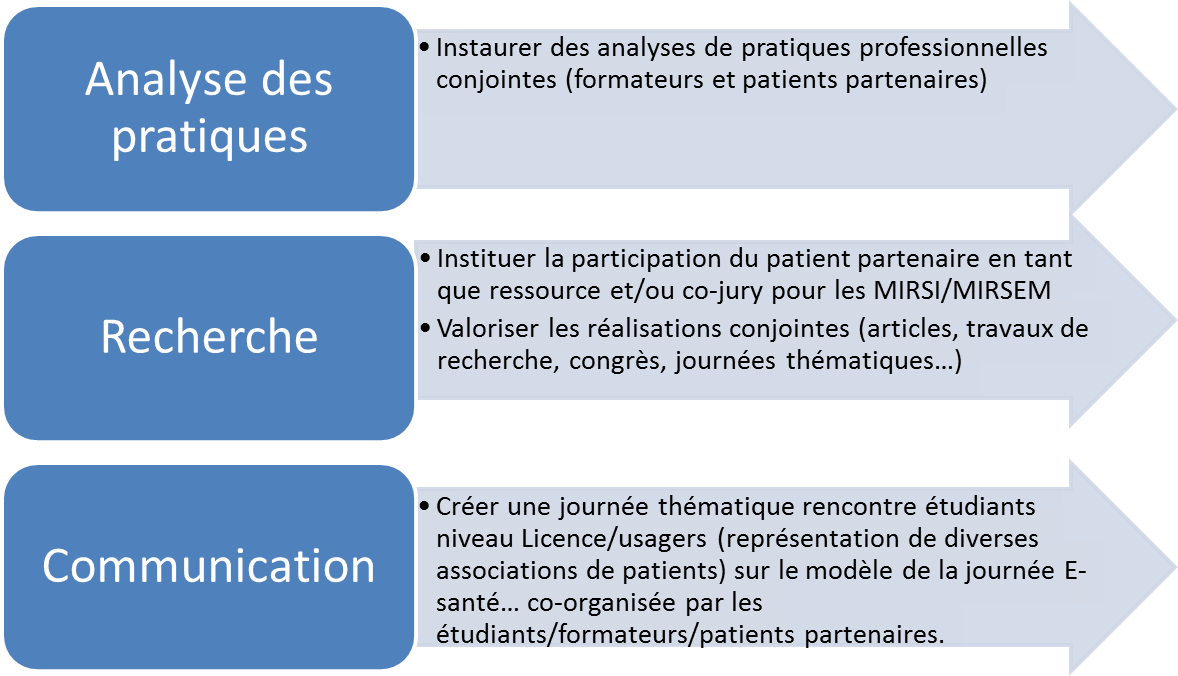 Analyse des
pratiques
• Instaurer des analyses de pratiques professionnelles
conjointes (formateurs et patients partenaires)
Recherche
• Instituer la participation du patient partenaire en tant
que ressource et/ou co-jury pour les MIRSI/MIRSEM
• Valoriser les réalisations conjointes (articles, travaux de
recherche, congrès, journées thématiques…)
Communication
• Créer une journée thématique rencontre étudiants
niveau Licence/usagers (représentation de diverses
associations de patients) sur le modèle de la journée E-
santé… co-organisée par les
étudiants/formateurs/patients partenaires.